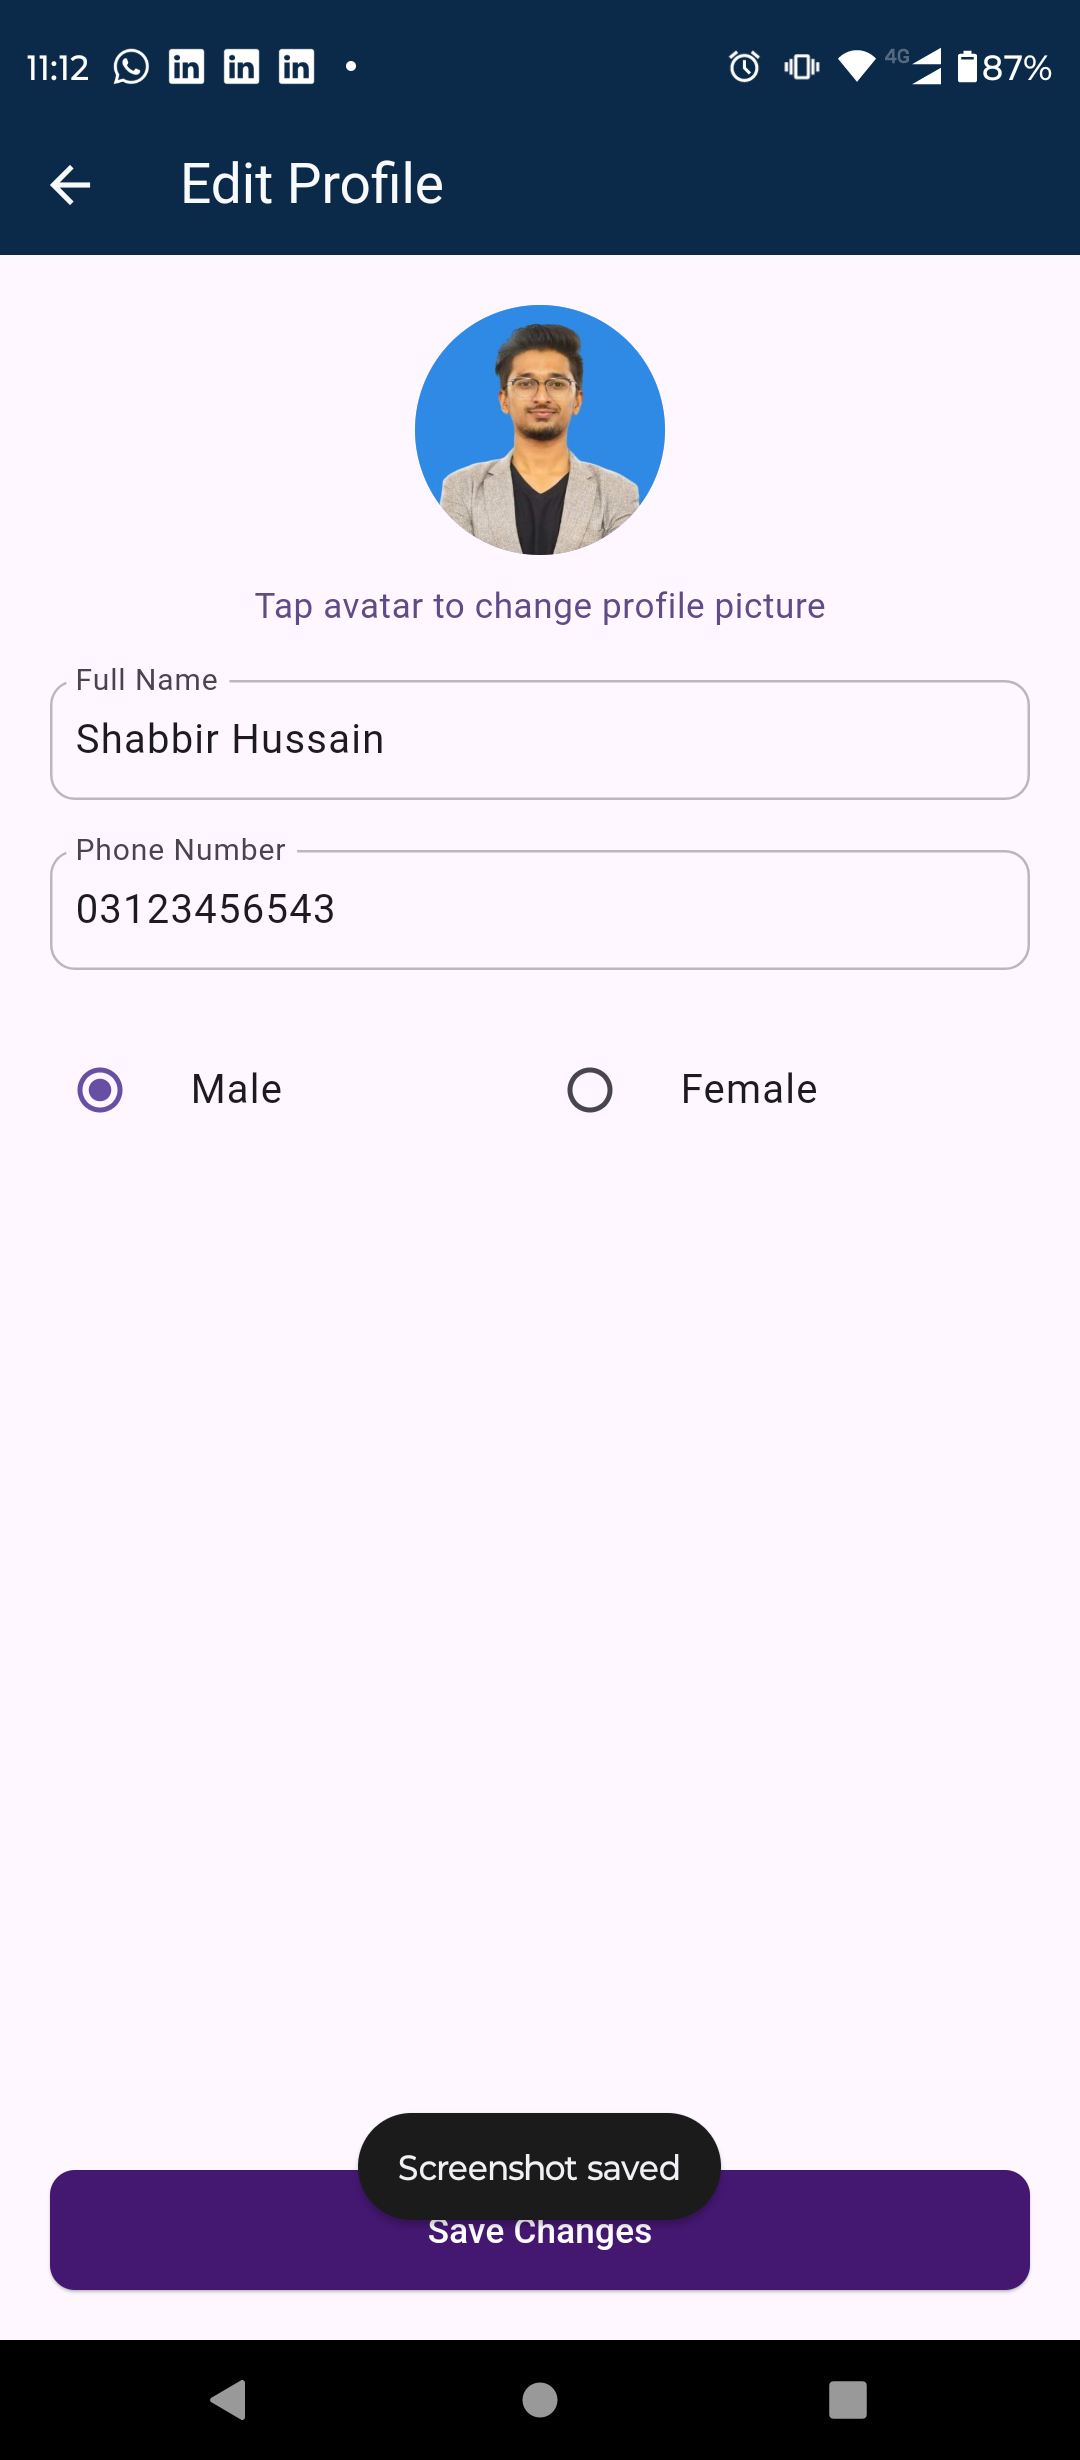 11:12
4G
87%
Edit Profile
Tap avatar to change profile picture
Full Name
Shabbir Hussain
Phone Number
03123456543
Male
Female
Screenshot saved
Save Changes